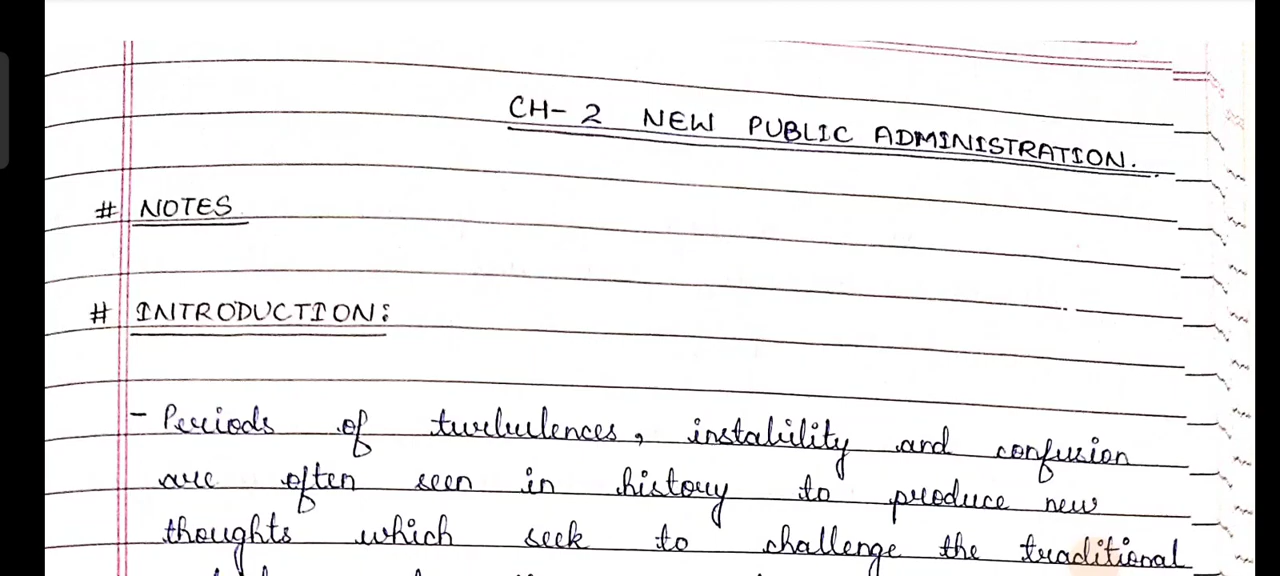 CH- 2 NEW PUBLIC ADMINISTRATION.
# NOTES
# INTRODUCTION:
- Periods of turbulences, instability and confusion
are often seen in history to produce new
thoughts which seek to challenge the traditional